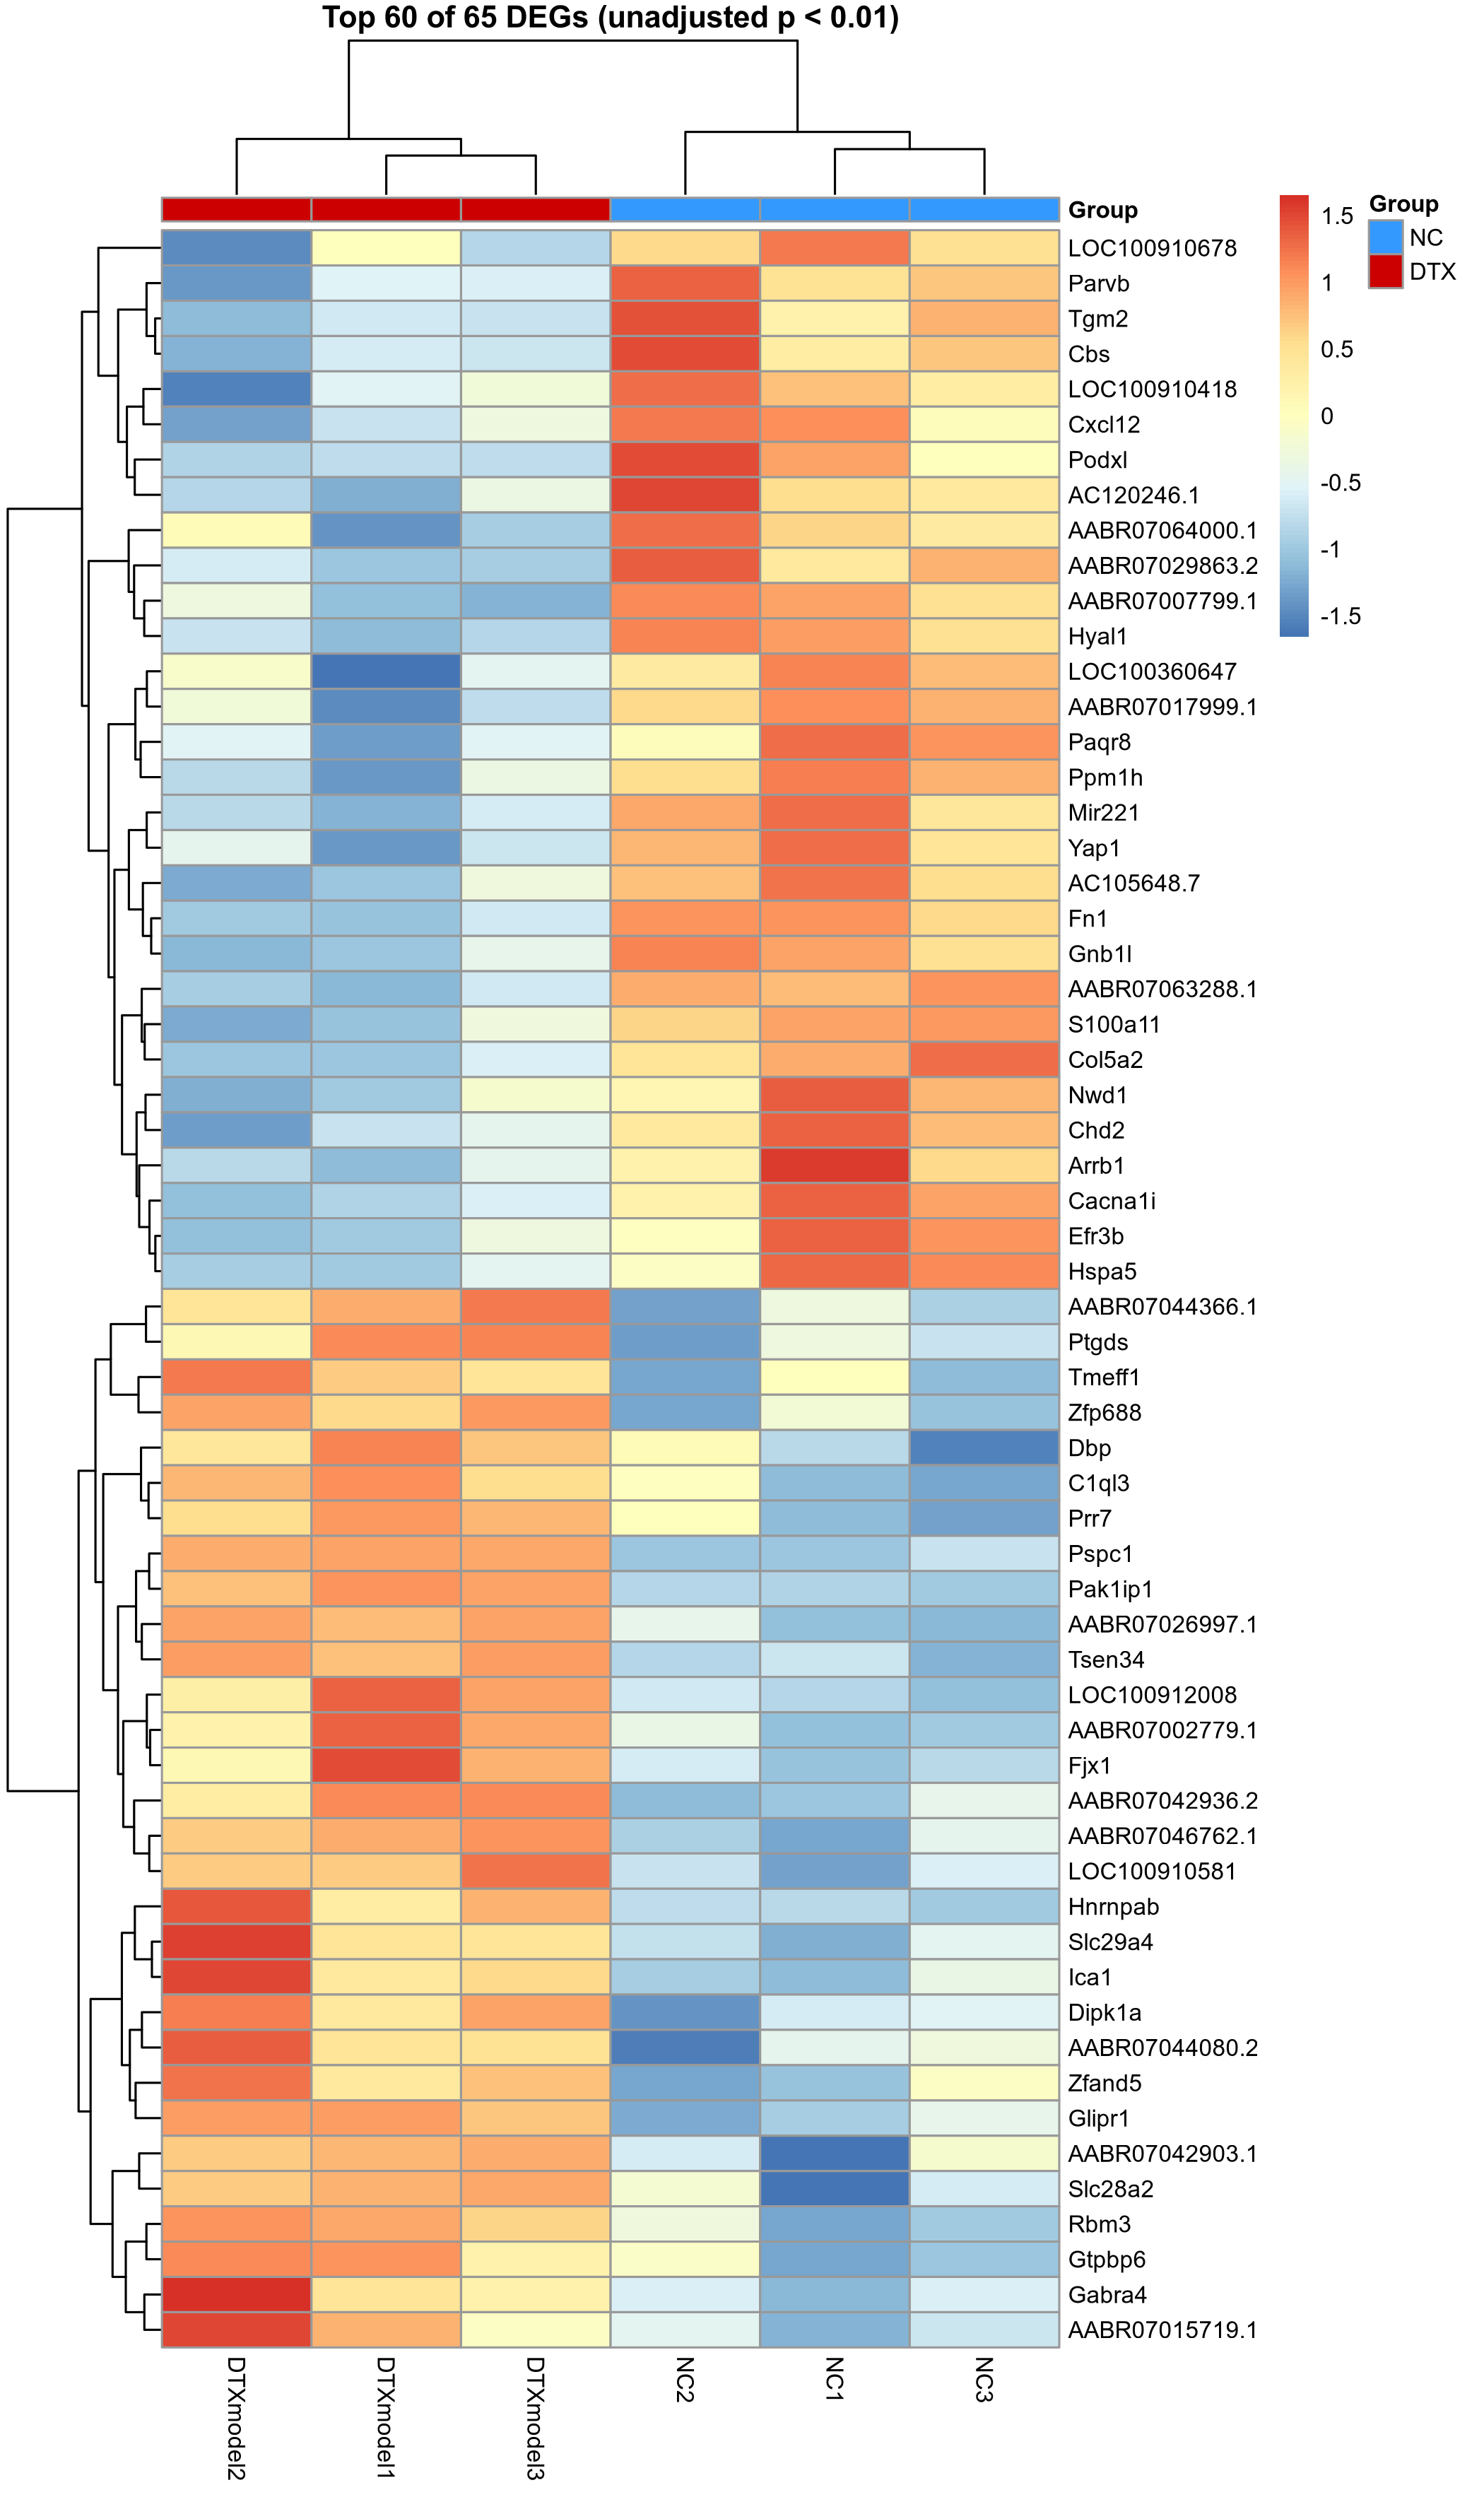 Top 60 of 65 DEGs (unadjusted p < 0.01)
Group
LOC100910678
Parvb
Tgm2
Cbs
LOC100910418
Cxcl12
Podxl
AC120246.1
AABR07064000.1
AABR07029863.2
AABR07007799.1
Hyal1
LOC100360647
AABR07017999.1
Paqr8
Ppm1h
Mir221
Yap1
AC105648.7
Fn1
Gnb1l
AABR07063288.1
S100a11
Col5a2
Nwd1
Chd2
Arrb1
Cacna1i
Efr3b
Hspa5
AABR07044366.1
Ptgds
Tmeff1
Zfp688
Dbp
C1ql3
Prr7
Pspc1
Pak1ip1
AABR07026997.1
Tsen34
LOC100912008
AABR07002779.1
Fjx1
AABR07042936.2
AABR07046762.1
LOC100910581
Hnrnpab
Slc29a4
Ica1
Dipk1a
AABR07044080.2
Zfand5
Glipr1
AABR07042903.1
Slc28a2
Rbm3
Gtpbp6
Gabra4
AABR07015719.1
DTXmodel2
DTXmodel1
DTXmodel3
NC2
NC1
NC3
1.5
1
0.5
0
-0.5
-1
-1.5
Group
NC
DTX